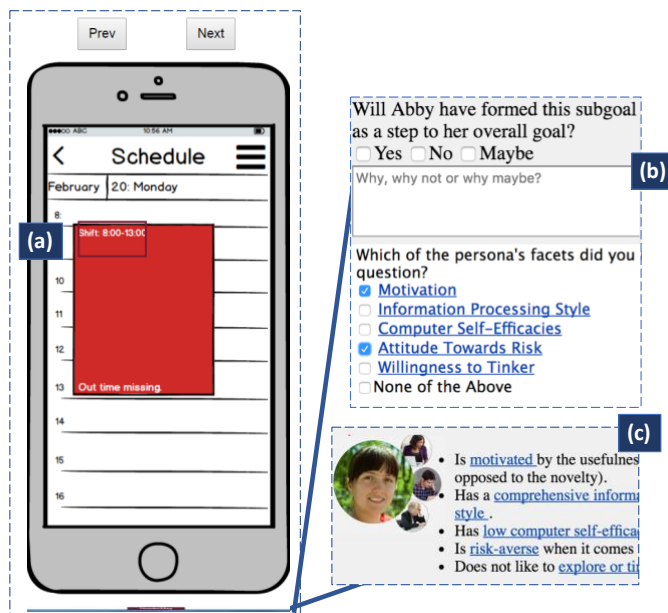 Prev Next
ABC 10:56 AM
< Schedule
February 20: Monday
8:
(a)
Shift: 8:00-13:00
10
11
12
13 Out time missing.
14
15
16
Will Abby have formed this subgoal
as a step to her overall goal?
Yes No Maybe
(b)
Why, why not or why maybe?
Which of the persona's facets did you
question?
Motivation
Information Processing Style
Computer Self-Efficacies
Attitude Towards Risk
Willingness to Tinker
None of the Above
(c)
• Is motivated by the usefulnes
opposed to the novelty).
• Has a comprehensive informa
style .
• Has low computer self-effica
• Is risk-averse when it comes
• Does not like to explore or ti